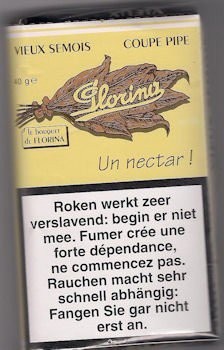 VIEUX SEMOIS COUPE PIPE
40 g e
Florina
le bouquet
de FLORINA
Un nectar !
Roken werkt zeer
verslavend: begin er niet
mee. Fumer crée une
forte dépendance,
ne commencez pas.
Rauchen macht sehr
schnell abhängig:
Fangen Sie gar nicht
erst an.